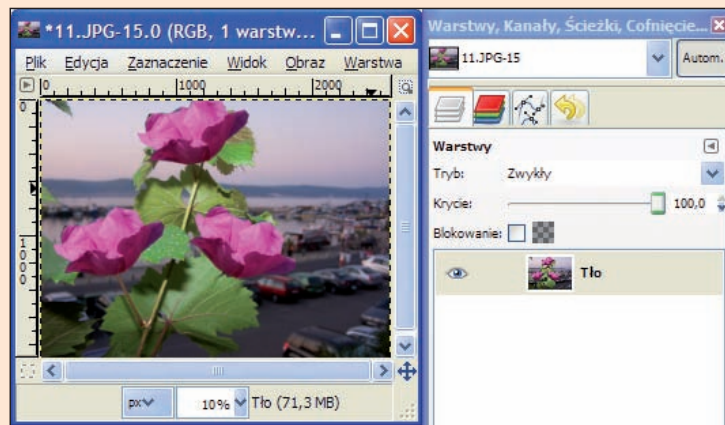 *11.JPG-15.0 (RGB, 1 warstw...
Plik Edycja Zaznaczenie Widok Obraz Warstwa
0 1000 2000
0
1000
px 10% Tło (71,3 MB)
Warstwy, Kanały, Ścieżki, Cofnięcie...
11.JPG-15 Autom.
Warstwy
Tryb: Zwykły
Krycie: 100,0
Blokowanie:
Tło